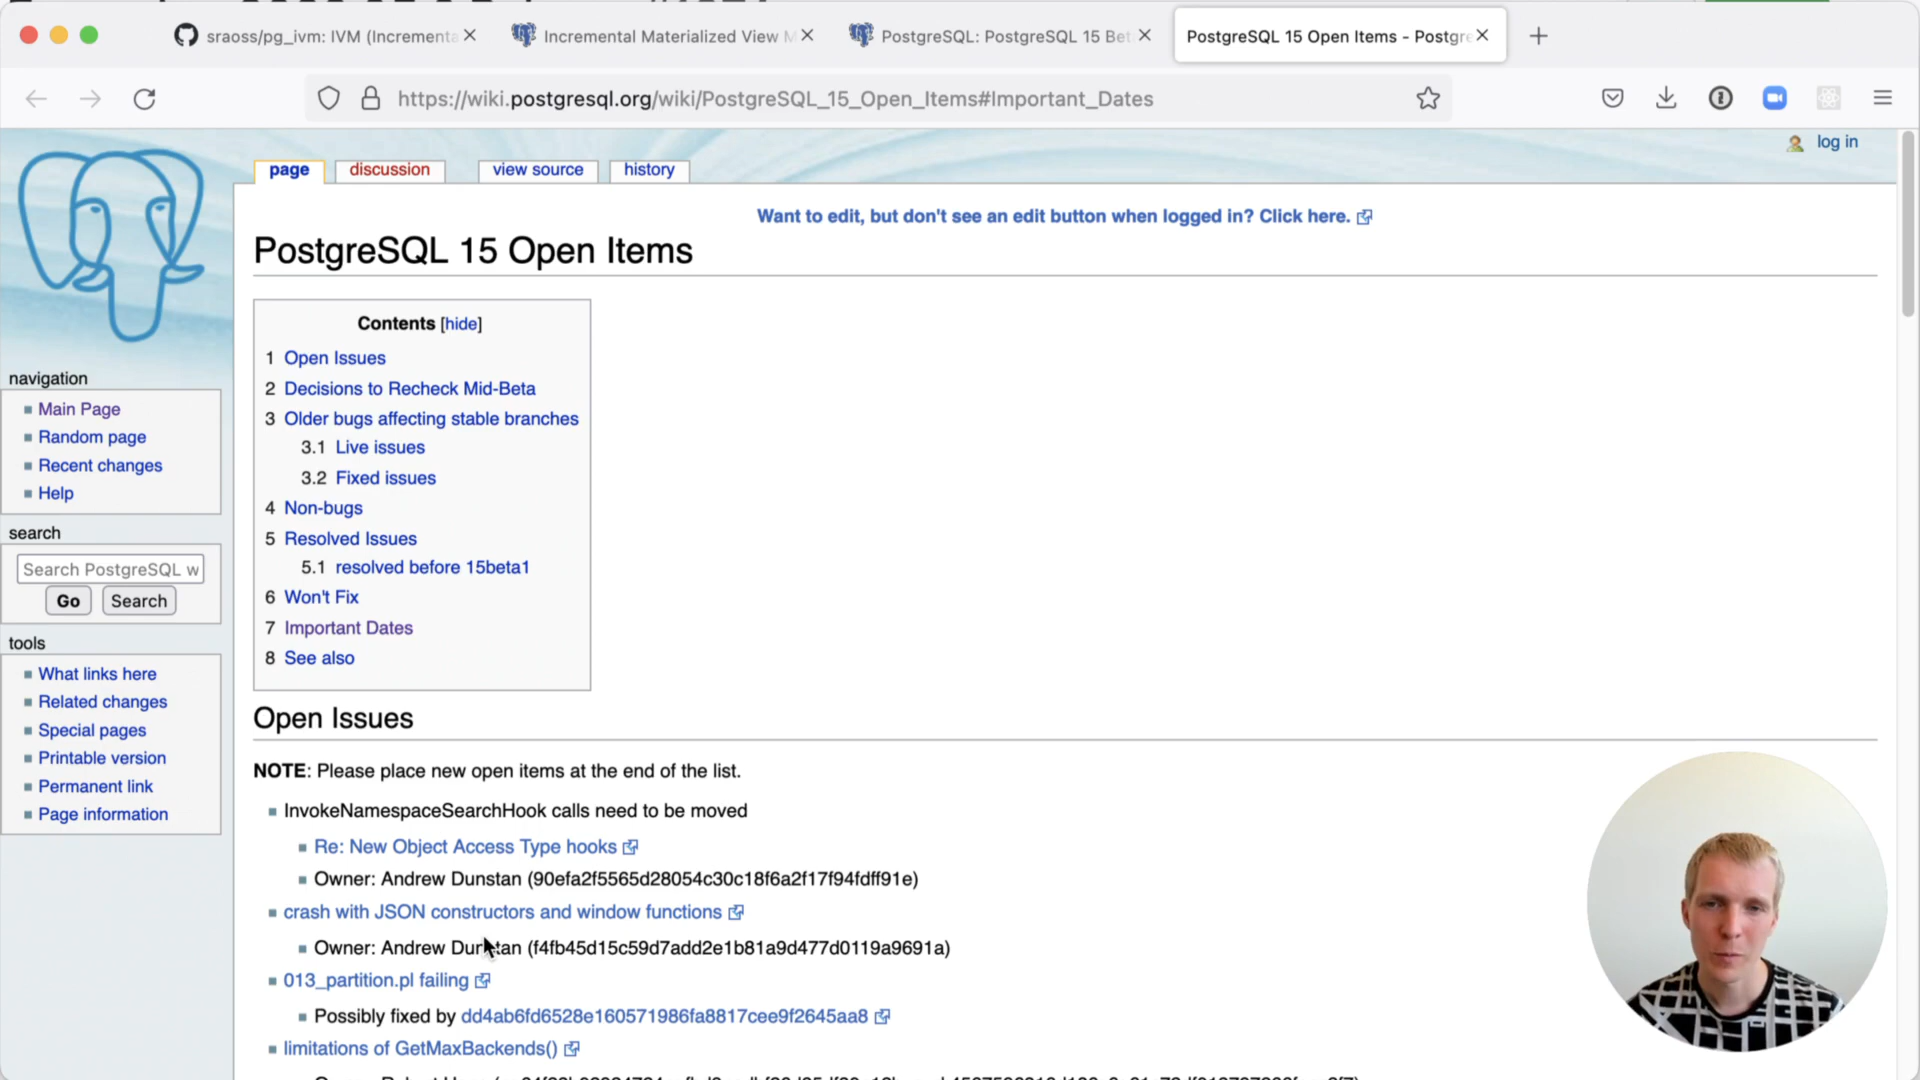 sraoss/pg_ivm: IVM (Incrementa
Incremental Materialized View M
PostgreSQL: PostgreSQL 15 Bet
PostgreSQL 15 Open Items - Postgre
https://wiki.postgresql.org/wiki/PostgreSQL_15_Open_Items#Important_Dates
log in
page
discussion
view source
history
Want to edit, but don't see an edit button when logged in? Click here.
PostgreSQL 15 Open Items
Contents [hide]
1 Open Issues
2 Decisions to Recheck Mid-Beta
3 Older bugs affecting stable branches
3.1 Live issues
3.2 Fixed issues
4 Non-bugs
5 Resolved Issues
5.1 resolved before 15beta1
6 Won't Fix
7 Important Dates
8 See also
navigation
Main Page
Random page
Recent changes
Help
search
Search PostgreSQL w
Go Search
tools
What links here
Related changes
Special pages
Printable version
Permanent link
Page information
Open Issues
NOTE: Please place new open items at the end of the list.
InvokeNamespaceSearchHook calls need to be moved
Re: New Object Access Type hooks
Owner: Andrew Dunstan (90efa2f5565d28054c30c18f6a2f17f94fdff91e)
crash with JSON constructors and window functions
Owner: Andrew Dunstan (f4fb45d15c59d7add2e1b81a9d477d0119a9691a)
013_partition.pl failing
Possibly fixed by dd4ab6fd6528e160571986fa8817cee9f2645aa8
limitations of GetMaxBackends()